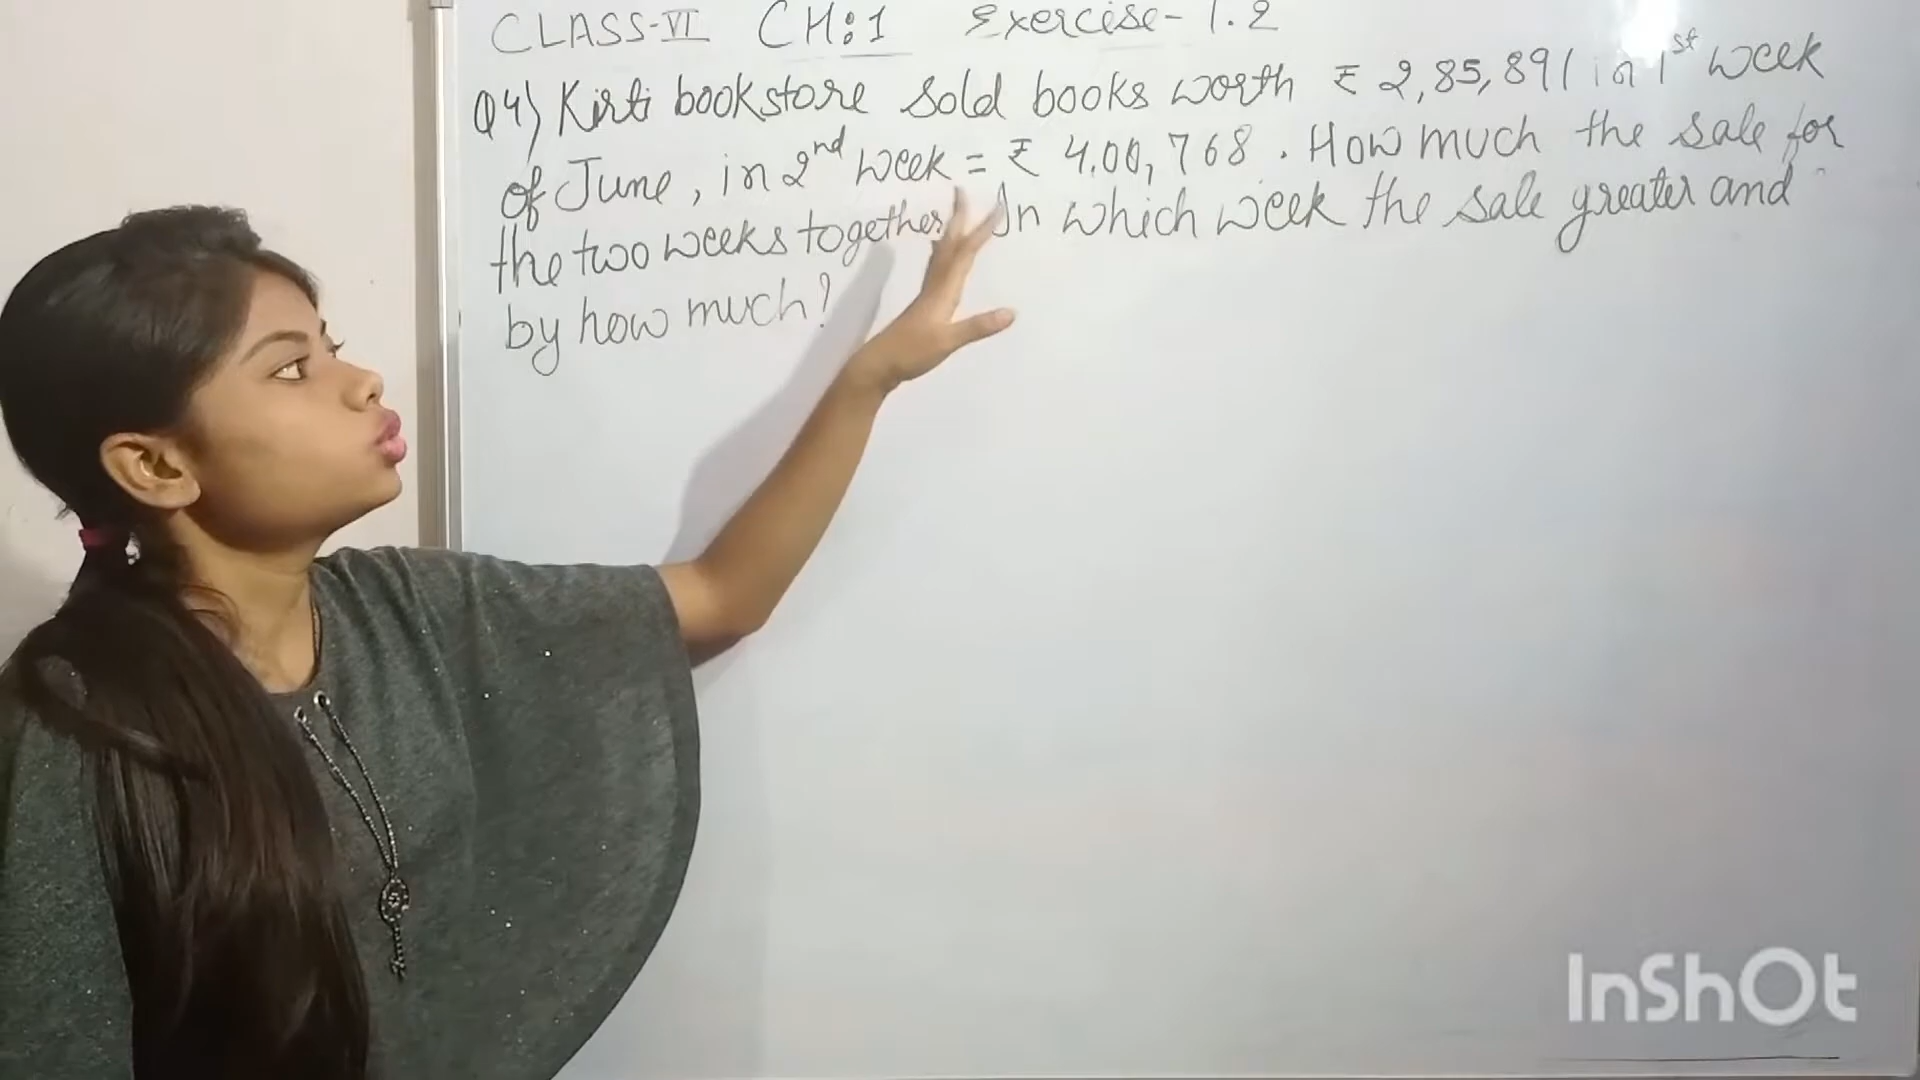 CLASS-VI CH:1 Exercise-1.2
Q4) Kirti bookstore sold books worth ₹ 2,85,891 in 1st week
of June, in 2nd week = ₹ 4,00,768. How much the sale for
the two weeks together. In which week the sale greater and
by how much?
InShOt